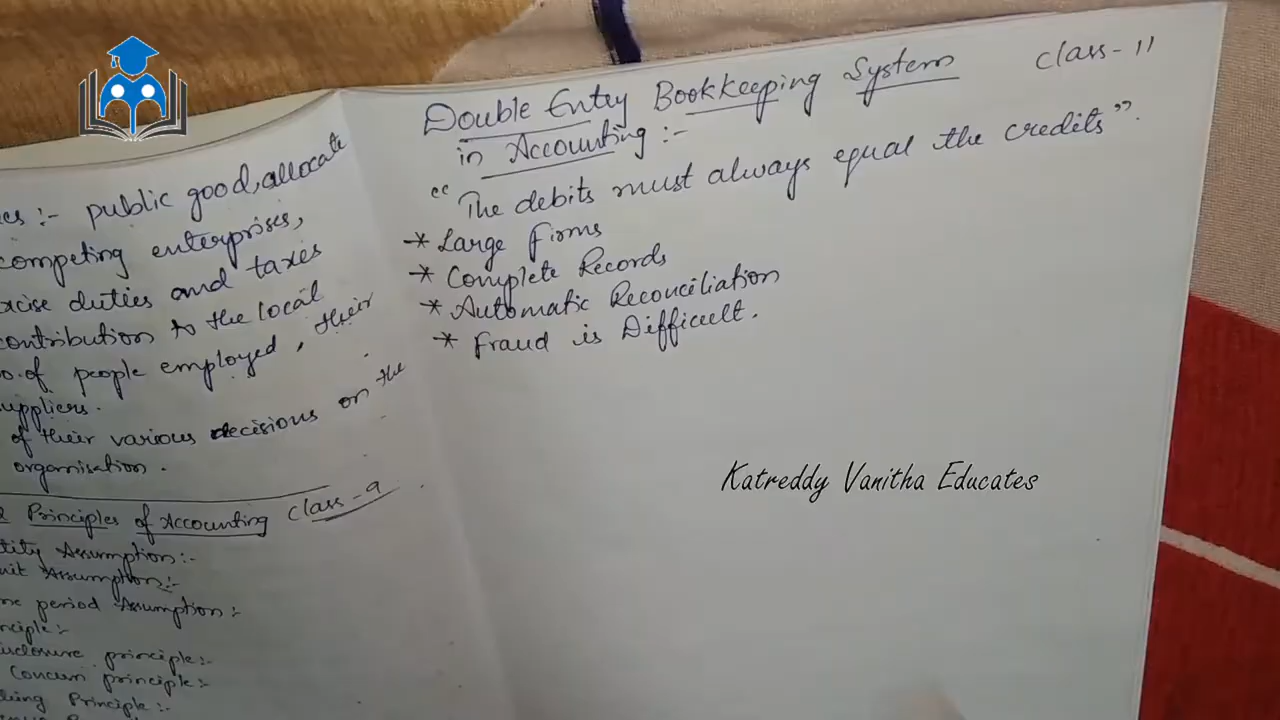 public good, allocate
competing enterprises,
duties and taxes
contribution to the local
of people employed, their
suppliers.
of their various decisions on the
organisation.
Principles of Accounting class-9
Assumption:-
Assumption:-
period Assumption:-
principle:-
principle:-
Principle:-
Double Entry Bookkeeping System class-11
in Accounting:-
"The debits must always equal the credits".
* Large Firms
* Complete Records
* Automatic Reconciliation
* Fraud is Difficult.
Katreddy Vanitha Educates